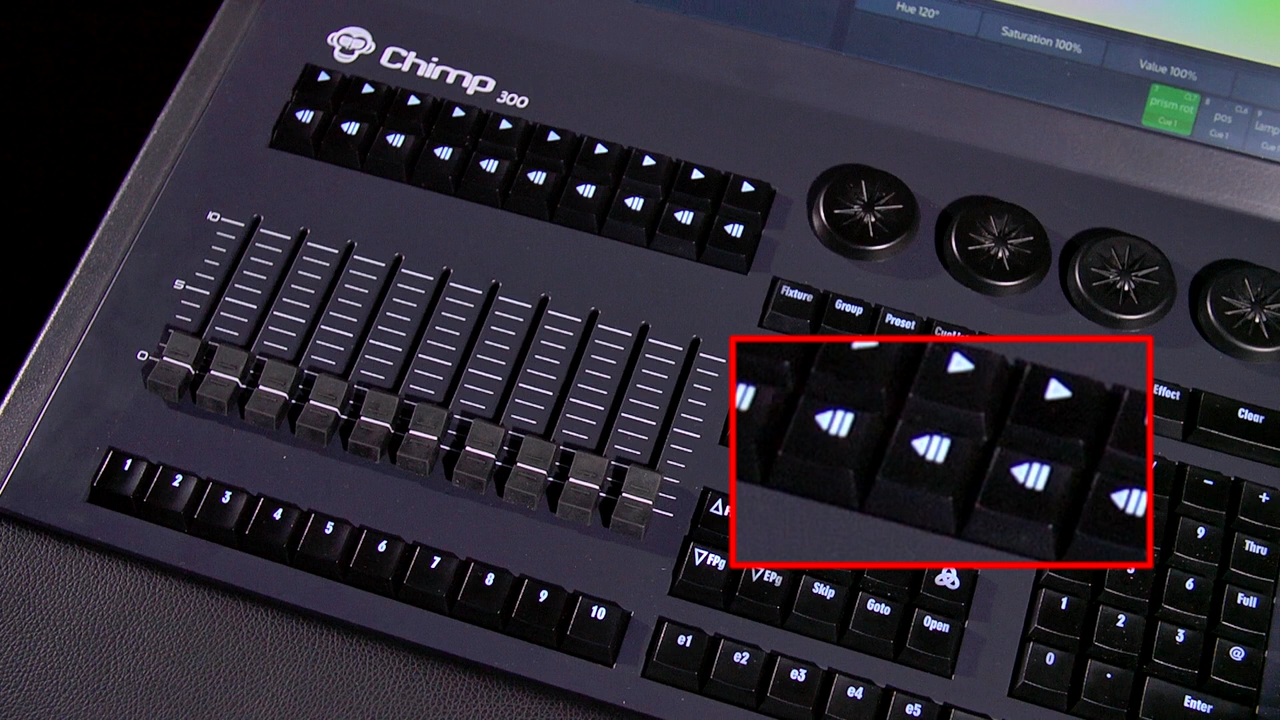 Hue 120°
Saturation 100%
Value 100%
Chimp 300
prism rot
Cue 1
8
pos
Cue 1
CL8
10
5
0
Fixture
Group
Preset
Effect
Clear
1
2
3
4
5
6
7
8
9
10
▽FPg
▽EPg
Skip
Goto
Open
e1
e2
e3
e4
e5
-
+
9
Thru
6
Full
1
2
3
@
0
.
Enter